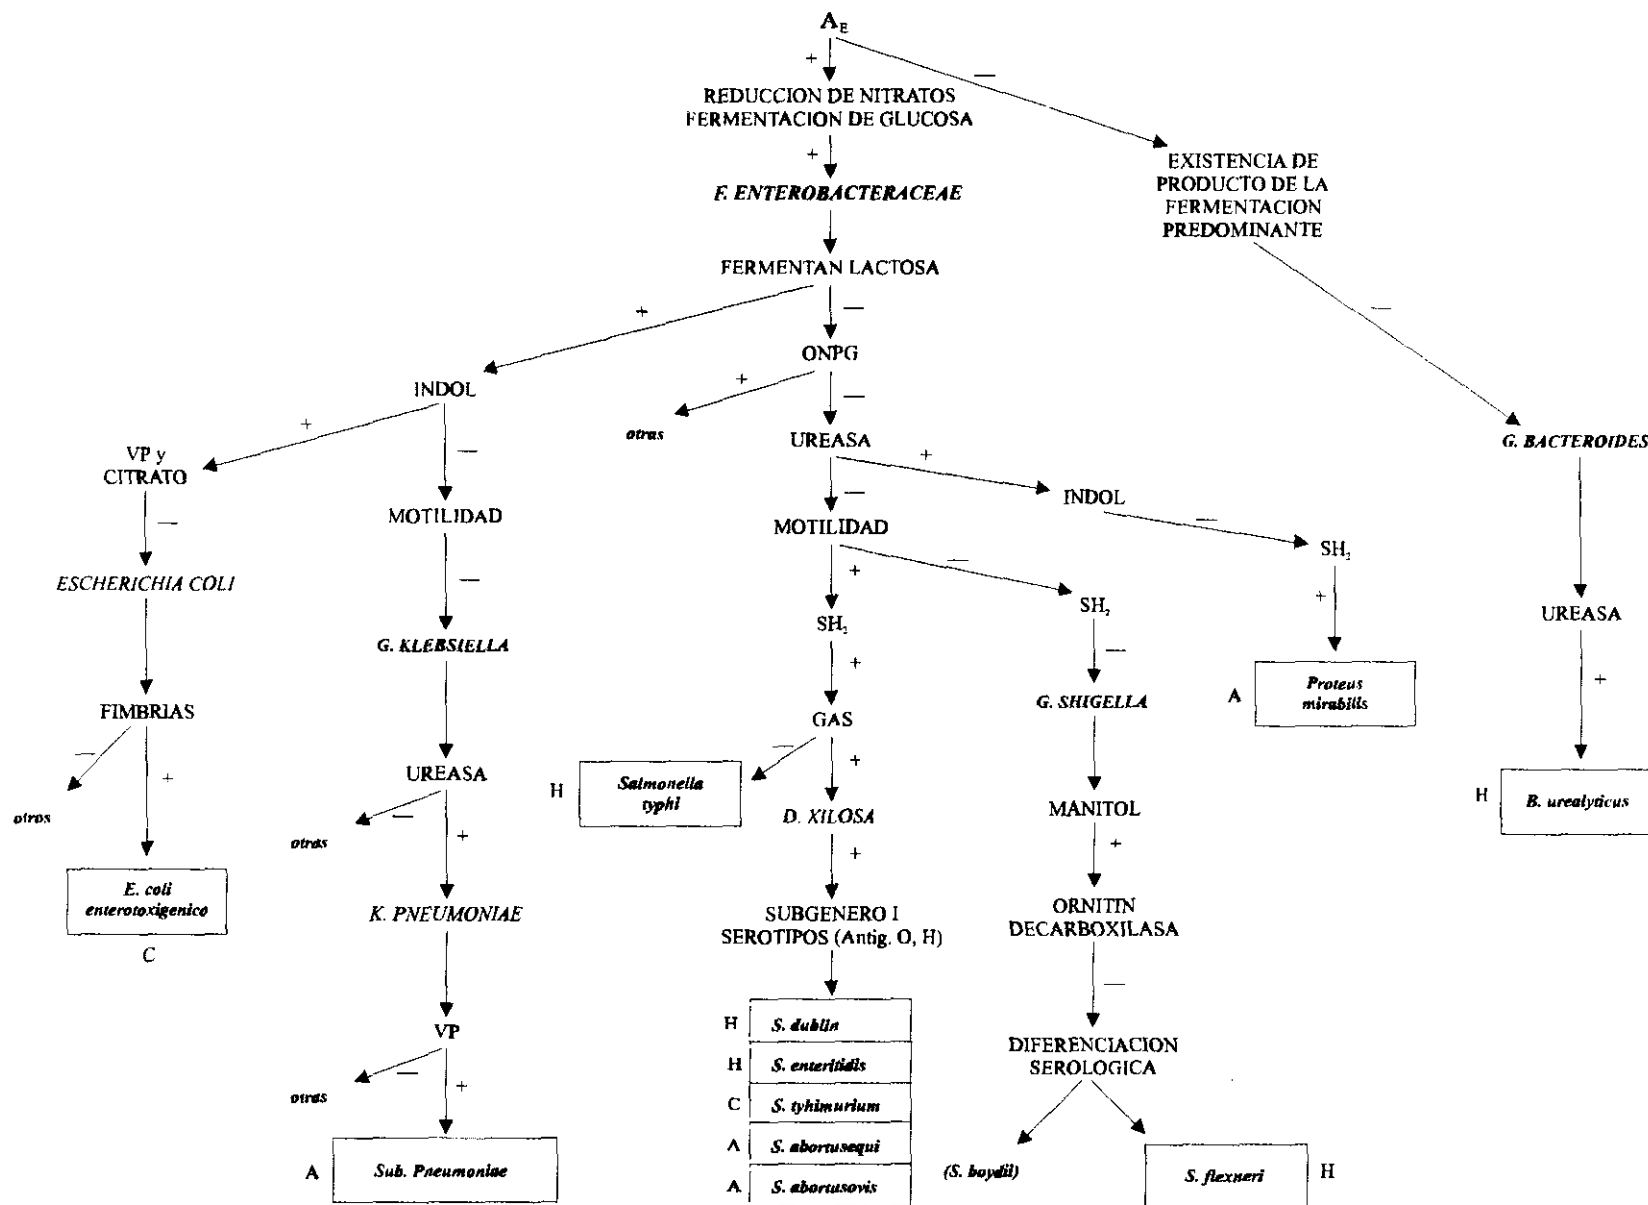 A_E
+
—
REDUCCION DE NITRATOS
FERMENTACION DE GLUCOSA
+
EXISTENCIA DE
PRODUCTO DE LA
FERMENTACION
PREDOMINANTE
F. ENTEROBACTERACEAE
FERMENTAN LACTOSA
+
—
—
ONPG
INDOL
+
—
otras
UREASA
G. BACTEROIDES
+
—
VP y
CITRATO
+
—
INDOL
MOTILIDAD
MOTILIDAD
—
—
—
SH2
ESCHERICHIA COLI
—
+
SH2
+
SH2
UREASA
G. KLEBSIELLA
+
—
G. SHIGELLA
A
Proteus
mirabilis
+
FIMBRIAS
GAS
—
+
UREASA
—
+
H
Salmonella
typhi
D. XILOSA
MANITOL
H
B. urealyticus
otros
otras
—
+
+
+
E. coli
enterotoxigenico
C
K. PNEUMONIAE
SUBGENERO I
SEROTIPOS (Antig. O, H)
ORNITIN
DECARBOXILASA
—
VP
H
S. dublin
DIFERENCIACION
SEROLOGICA
H
S. enteritidis
—
+
otras
C
S. tyhimurium
A
S. abortusequi
A
Sub. Pneumoniae
A
S. abortusovis
(S. boydii)
S. flexneri
H